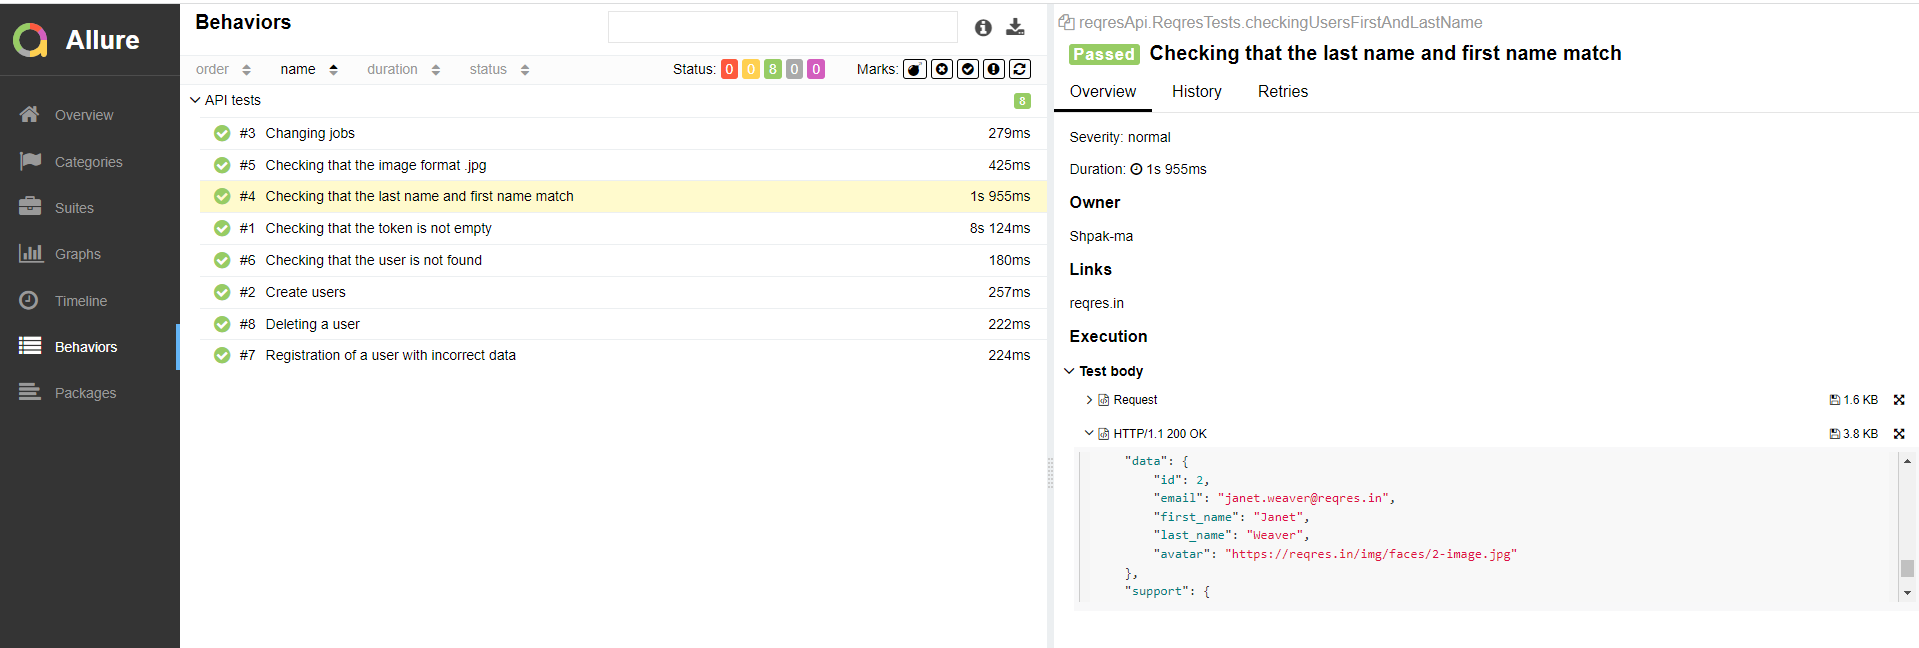 Allure
Overview
Categories
Suites
Graphs
Timeline
Behaviors
Packages
Behaviors
order name duration status Status: 0 0 8 0 0 Marks:
API tests 8
#3 Changing jobs 279ms
#5 Checking that the image format .jpg 425ms
#4 Checking that the last name and first name match 1s 955ms
#1 Checking that the token is not empty 8s 124ms
#6 Checking that the user is not found 180ms
#2 Create users 257ms
#8 Deleting a user 222ms
#7 Registration of a user with incorrect data 224ms
reqresApi.ReqresTests.checkingUsersFirstAndLastName
Passed Checking that the last name and first name match
Overview History Retries
Severity: normal
Duration: 1s 955ms
Owner
Shpak-ma
Links
reqres.in
Execution
Test body
Request 1.6 KB
HTTP/1.1 200 OK 3.8 KB
"data": {
"id": 2,
"email": "janet.weaver@reqres.in",
"first_name": "Janet",
"last_name": "Weaver",
"avatar": "https://reqres.in/img/faces/2-image.jpg"
},
"support": {